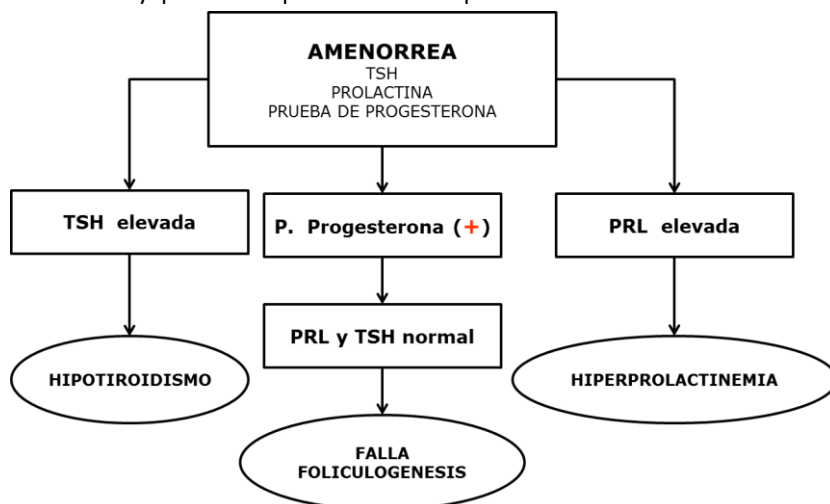 AMENORREA
TSH
PROLACTINA
PRUEBA DE PROGESTERONA
TSH elevada
P. Progesterona (+)
PRL elevada
PRL y TSH normal
HIPOTIROIDISMO
HIPERPROLACTINEMIA
FALLA
FOLICULOGENESIS